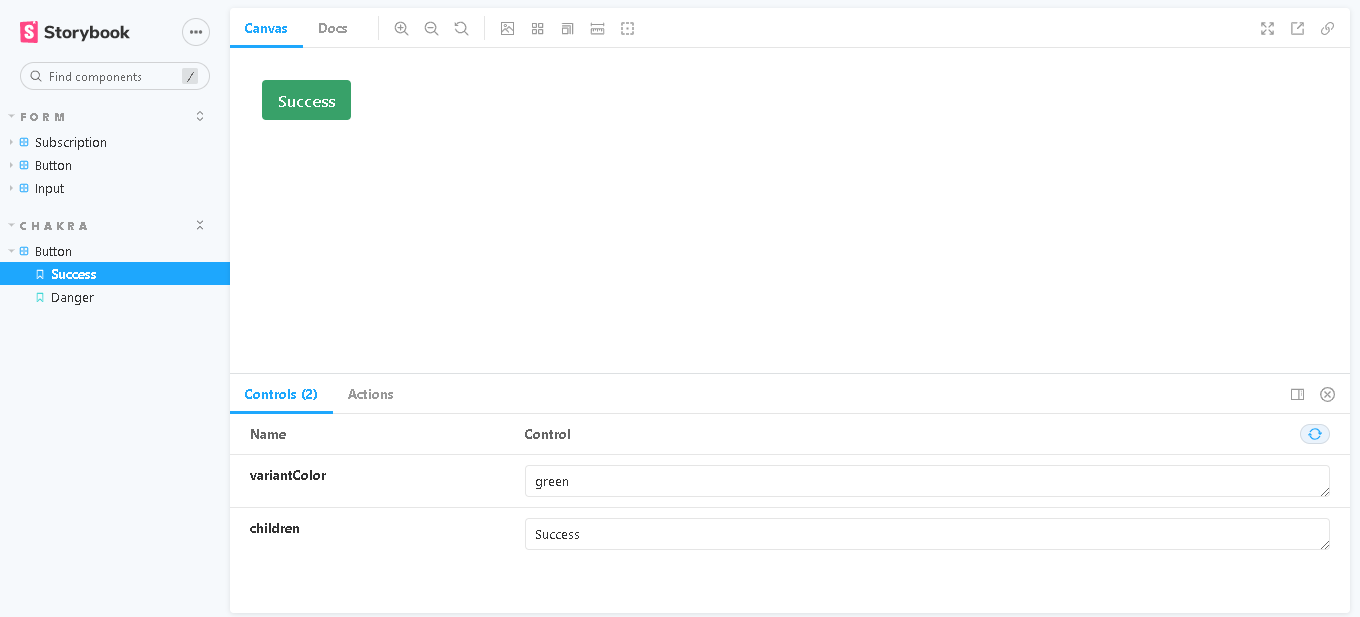 Storybook
Find components /
FORM
Subscription
Button
Input
CHAKRA
Button
Success
Danger
Canvas Docs
Success
Controls (2) Actions
Name Control
variantColor green
children Success